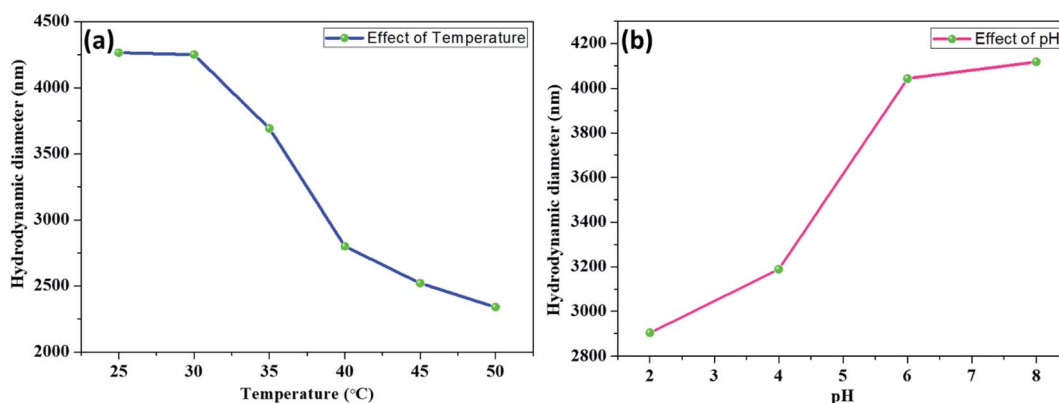 (a)
Effect of Temperature
Hydrodynamic diameter (nm)
4500
4000
3500
3000
2500
2000
25 30 35 40 45 50
Temperature (°C)
(b)
Effect of pH
Hydrodynamic diameter (nm)
4200
4000
3800
3600
3400
3200
3000
2800
2 3 4 5 6 7 8
pH